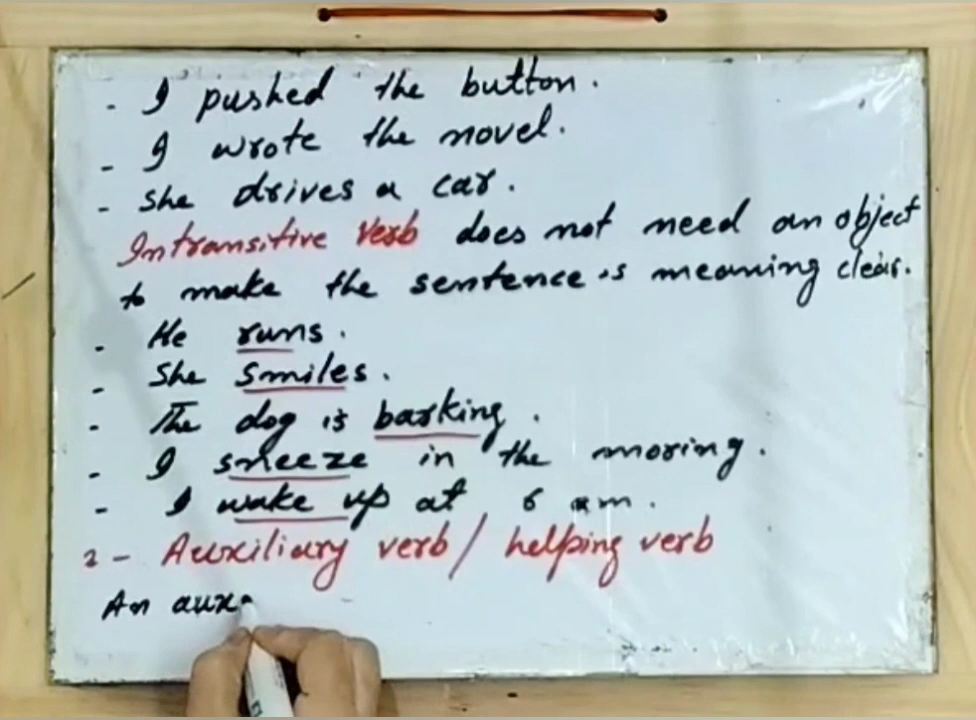 - I pushed the button.
- I wrote the novel.
- She drives a car.
Intransitive Verb does not need an object
to make the sentence is meaning clear.
- He runs.
- She smiles.
- The dog is barking.
- I sneeze in the moring.
- I wake up at 6 am.
2 - Auxiliary verb / helping verb
An aux